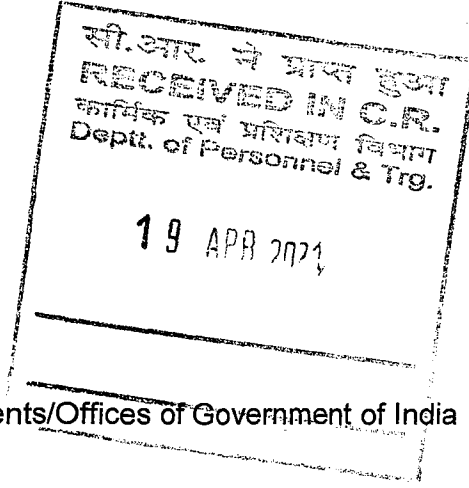 सी.आर. ने प्राप्त हुआ
RECEIVED IN C.R.
कार्मिक एवं प्रशिक्षण विभाग
Deptt. of Personnel & Trg.
19 APR 2021
ents/Offices of Government of India